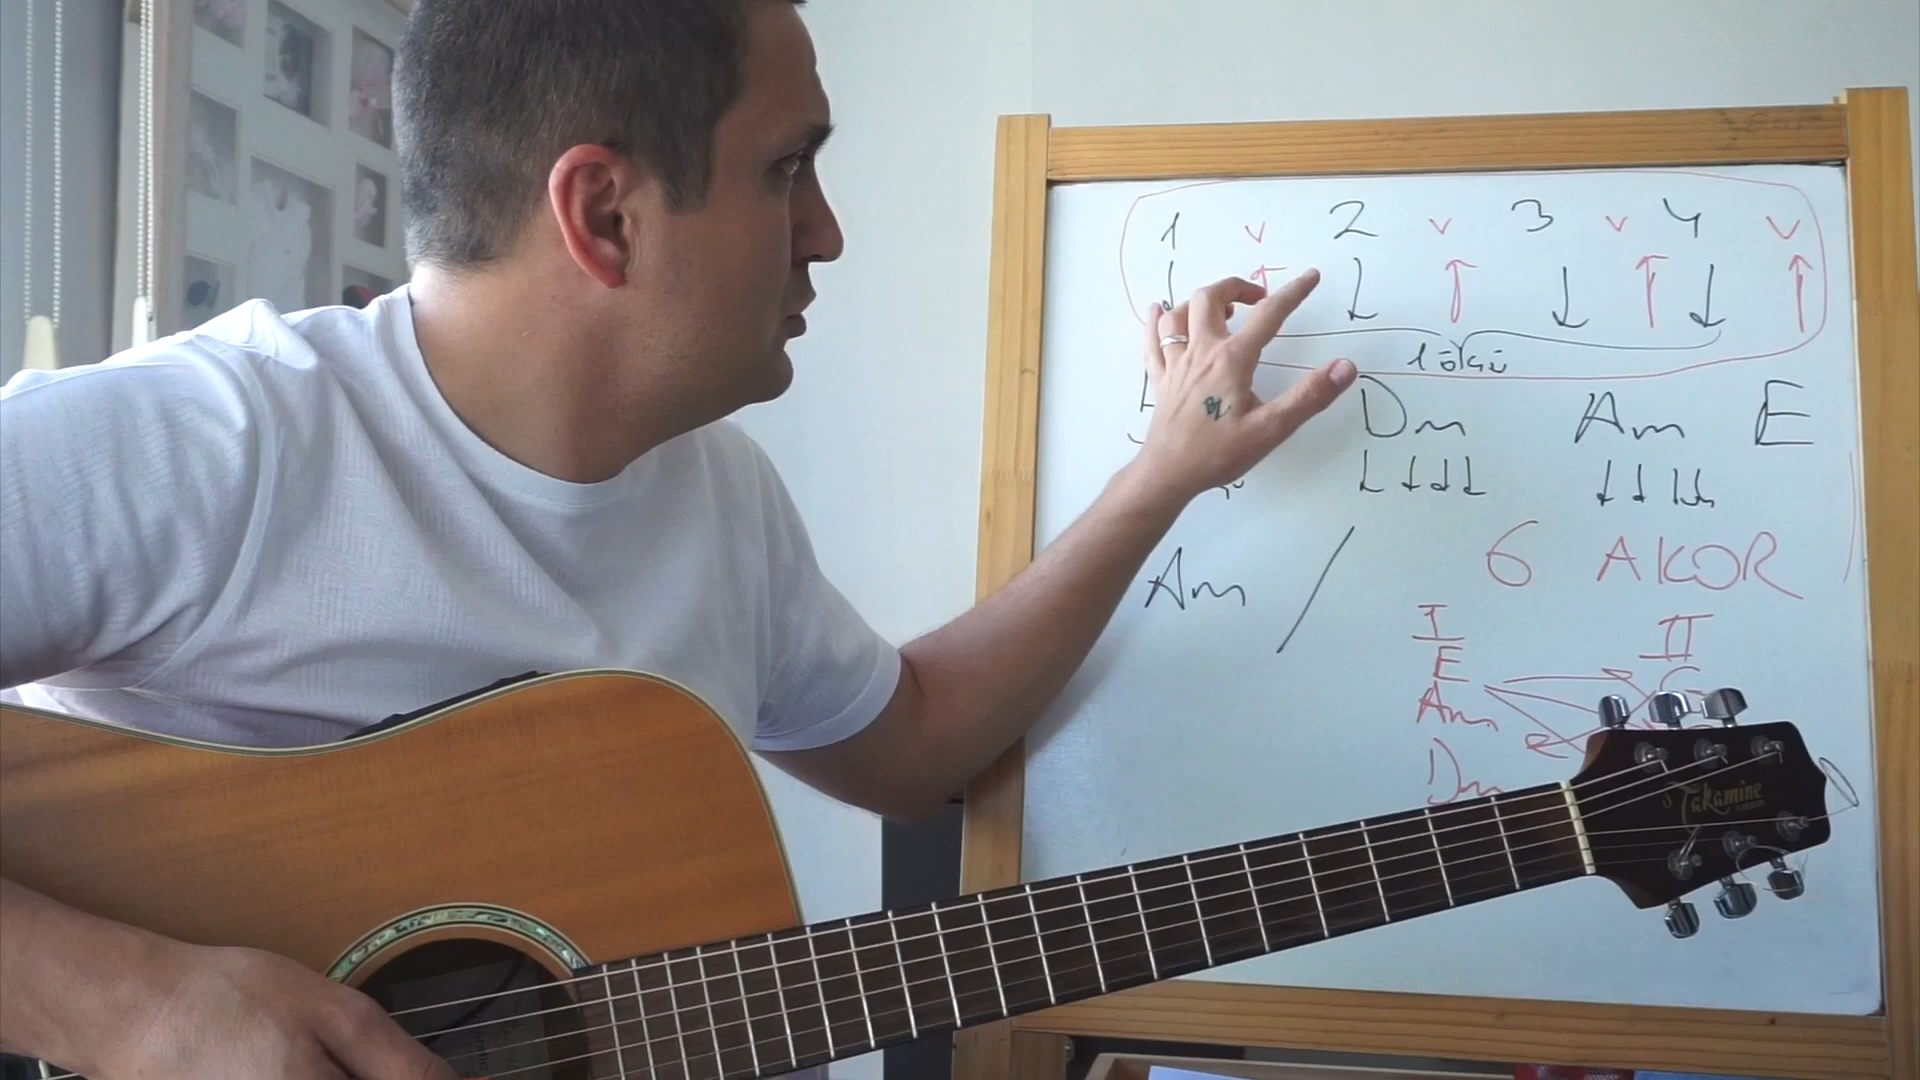 1 v 2 v 3 v 4 v
↓ ↑ ↓ ↑ ↓ ↑ ↓ ↑
1 ölçü
Dm Am E
↓ ↓ ↓ ↓ ↓ ↓ ↓ ↓
Am /
6 AKOR
I II
E C
Am
Dm
Takamine